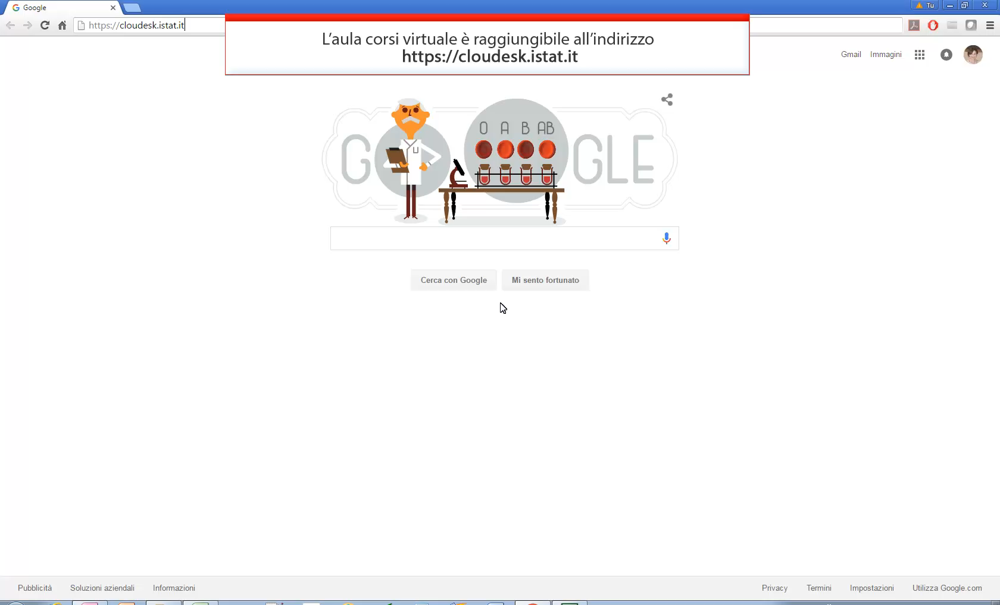 Google
Tu
https://cloudesk.istat.it
L’aula corsi virtuale è raggiungibile all’indirizzo
https://cloudesk.istat.it
Gmail Immagini
O A B AB
G GLE
Cerca con Google Mi sento fortunato
Pubblicità Soluzioni aziendali Informazioni Privacy Termini Impostazioni Utilizza Google.com